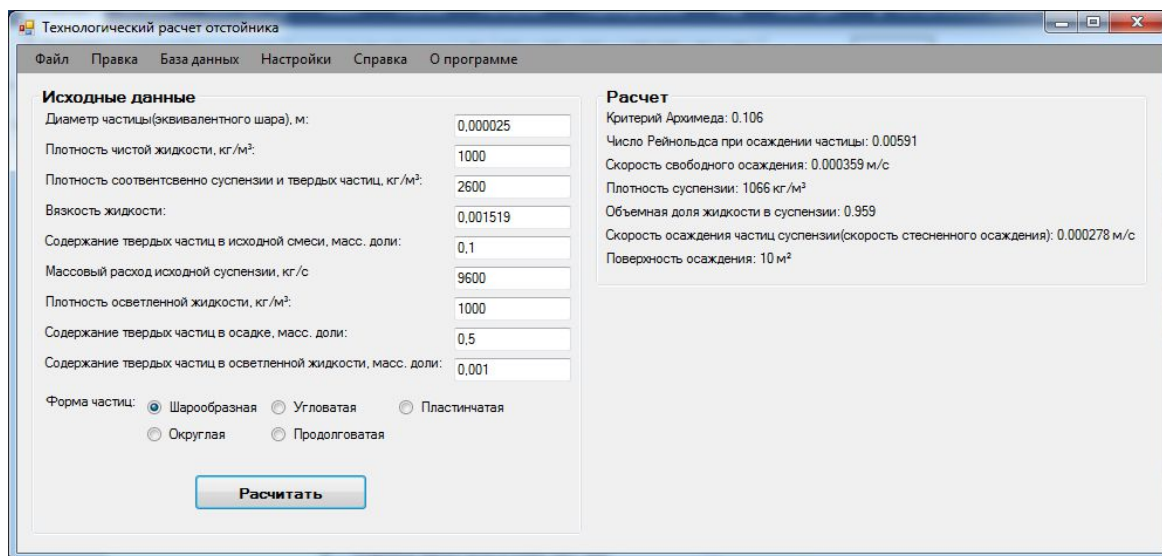 Технологический расчет отстойника
Файл Правка База данных Настройки Справка О программе
Исходные данные
Диаметр частицы(эквивалентного шара), м: 0,000025
Плотность чистой жидкости, кг/м³: 1000
Плотность соответнсвенно суспензии и твердых частиц, кг/м³: 2600
Вязкость жидкости: 0,001519
Содержание твердых частиц в исходной смеси, масс. доли: 0,1
Массовый расход исходной суспензии, кг/с 9600
Плотность осветленной жидкости, кг/м³: 1000
Содержание твердых частиц в осадке, масс. доли: 0,5
Содержание твердых частиц в осветленной жидкости, масс. доли: 0,001
Форма частиц: Шарообразная Угловатая Пластинчатая
Округлая Продолговатая
Расчитать
Расчет
Критерий Архимеда: 0.106
Число Рейнольдса при осаждении частицы: 0.00591
Скорость свободного осаждения: 0.000359 м/с
Плотность суспензии: 1066 кг/м³
Объемная доля жидкости в суспензии: 0.959
Скорость осаждения частиц суспензии(скорость стесненного осаждения): 0.000278 м/с
Поверхность осаждения: 10 м²